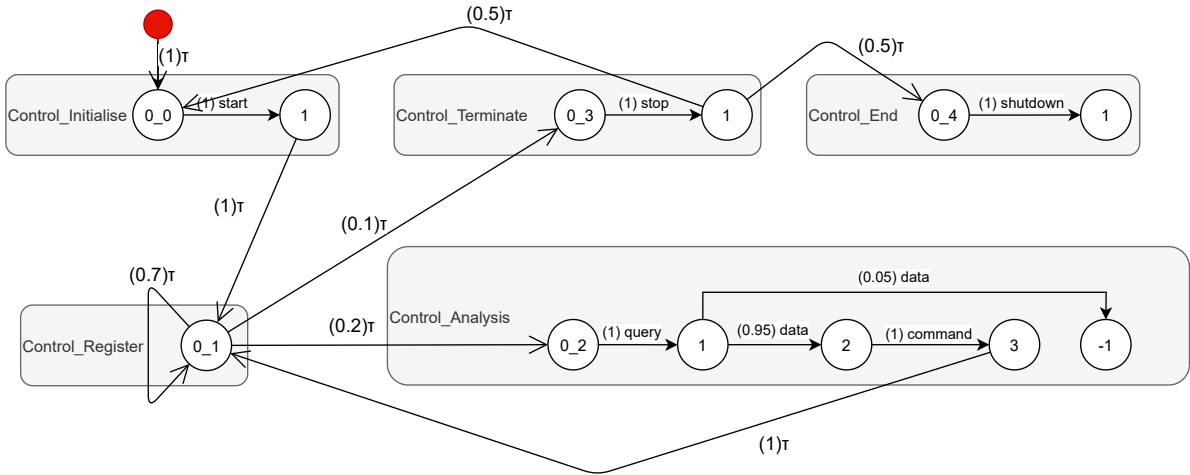 (0.5)τ
(1)τ
(0.5)τ
Control_Initialise
0_0
(1) start
1
Control_Terminate
0_3
(1) stop
1
Control_End
0_4
(1) shutdown
1
(1)τ
(0.1)τ
(0.7)τ
(0.05) data
Control_Register
0_1
(0.2)τ
Control_Analysis
0_2
(1) query
1
(0.95) data
2
(1) command
3
-1
(1)τ